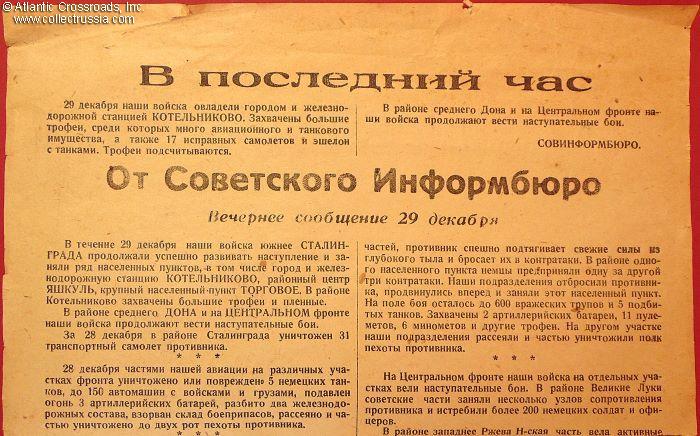 © Atlantic Crossroads, Inc.
www.collectrussia.com
В последний час
29 декабря наши войска овладели городом и железно-
дорожной станцией КОТЕЛЬНИКОВО. Захвачены большие
трофеи, среди которых много авиационного и танкового
имущества, а также 17 исправных самолетов и эшелон
с танками. Трофеи подсчитываются.
В районе среднего Дона и на Центральном фронте на-
ши войска продолжают вести наступательные бои.
СОВИНФОРМБЮРО.
От Советского Информбюро
Вечернее сообщение 29 декабря
В течение 29 декабря наши войска южнее СТАЛИН-
ГРАДА продолжали успешно развивать наступление и за-
няли ряд населенных пунктов, в том числе город и желез-
нодорожную станцию КОТЕЛЬНИКОВО, районный центр
ЯШКУЛЬ, крупный населенный пункт ТОРГОВОЕ. В районе
Котельниково захвачены большие трофеи и пленные.
В районе среднего ДОНА и на ЦЕНТРАЛЬНОМ фронте
наши войска продолжают вести наступательные бои.
За 28 декабря в районе Сталинграда уничтожен 31
транспортный самолет противника.
* * *
28 декабря частями нашей авиации на различных уча-
стках фронта уничтожено или повреждено 5 немецких тан-
ков, до 150 автомашин с войсками и грузами, подавлен
огонь 3 артиллерийских батарей, разбито два железнодо-
рожных состава, взорван склад боеприпасов, рассеяно и ча-
стью уничтожено до двух рот пехоты противника.
* * *
частей, противник спешно подтягивает свежие силы из
глубокого тыла и бросает их в контратаки. В районе одно-
го населенного пункта немцы предприняли одну за другой
три контратаки. Наши подразделения отбросили противни-
ка, продвинулись вперед и заняли этот населенный пункт.
На поле боя осталось до 600 вражеских трупов и 5 подби-
тых танков. Захвачены 2 артиллерийских батареи, 11 пуле-
метов, 6 минометов и другие трофеи. На другом участке
наши подразделения рассеяли и частью уничтожили полк
пехоты противника.
* * *
На Центральном фронте наши войска на отдельных уча-
стках вели наступательные бои. В районе Великие Луки
советские части заняли несколько узлов сопротивления
противника и истребили более 200 немецких солдат и офи-
церов.
В районе западнее Ржева Н-ская часть вела активные